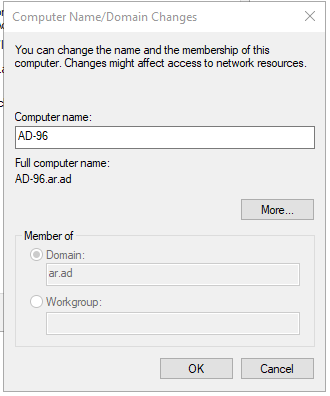 Computer Name/Domain Changes
You can change the name and the membership of this
computer. Changes might affect access to network resources.
Computer name:
AD-96
Full computer name:
AD-96.ar.ad
More...
Member of
Domain:
ar.ad
Workgroup:
OK
Cancel